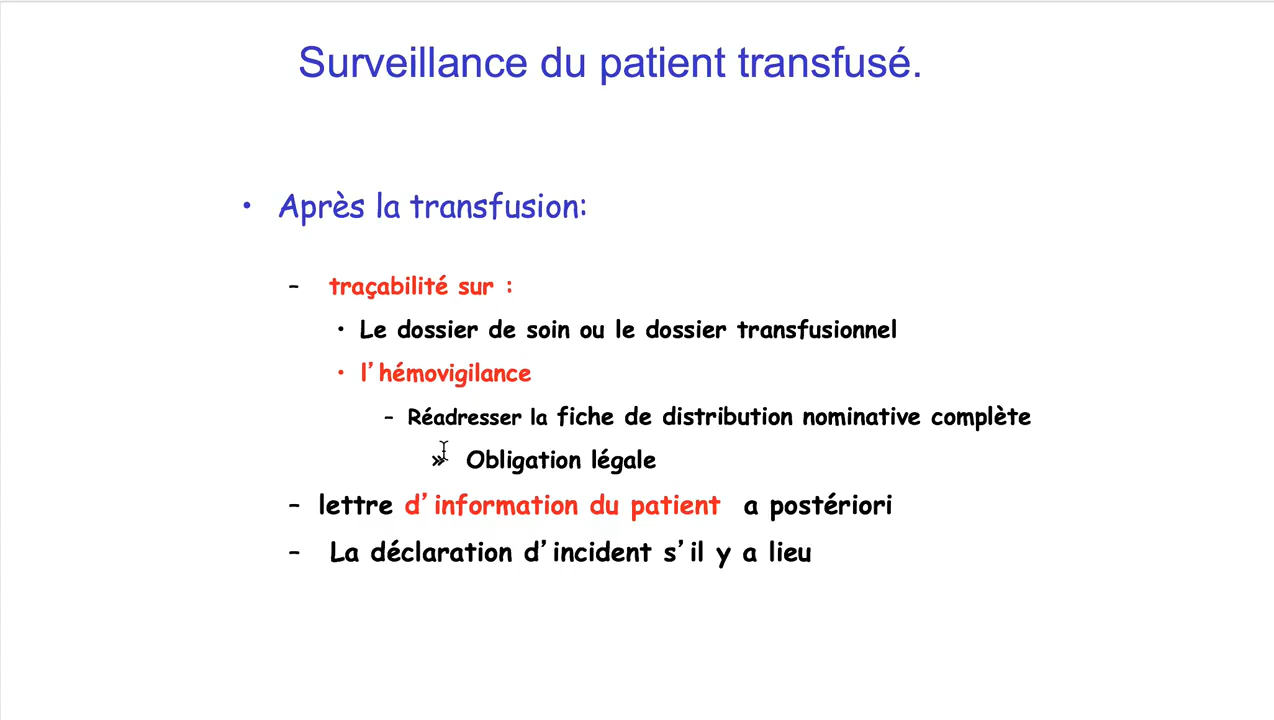 Surveillance du patient transfusé.
• Après la transfusion:
– traçabilité sur :
• Le dossier de soin ou le dossier transfusionnel
• l’hémovigilance
– Réadresser la fiche de distribution nominative complète
» Obligation légale
– lettre d’information du patient a postériori
– La déclaration d’incident s’il y a lieu